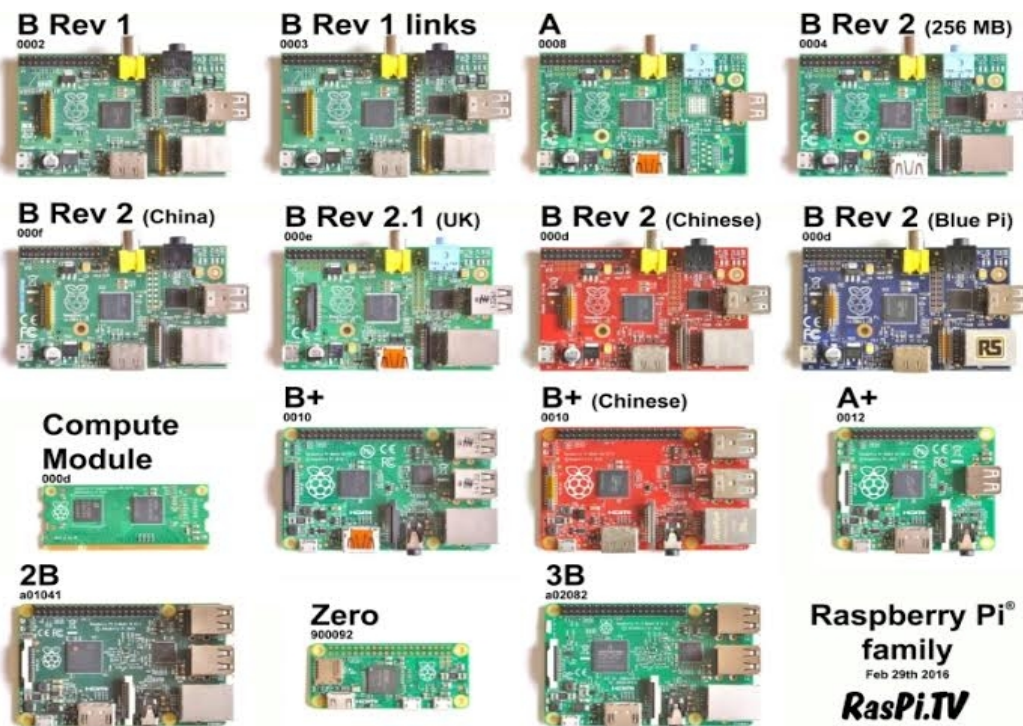 B Rev 1
0002
B Rev 1 links
0003
A
0008
B Rev 2 (256 MB)
0004
B Rev 2 (China)
000f
B Rev 2.1 (UK)
000e
B Rev 2 (Chinese)
000d
B Rev 2 (Blue Pi)
000d
RS
Compute
Module
000d
B+
0010
B+ (Chinese)
0010
A+
0012
2B
a01041
Zero
900092
3B
a02082
Raspberry Pi®
family
Feb 29th 2016
RasPi.TV